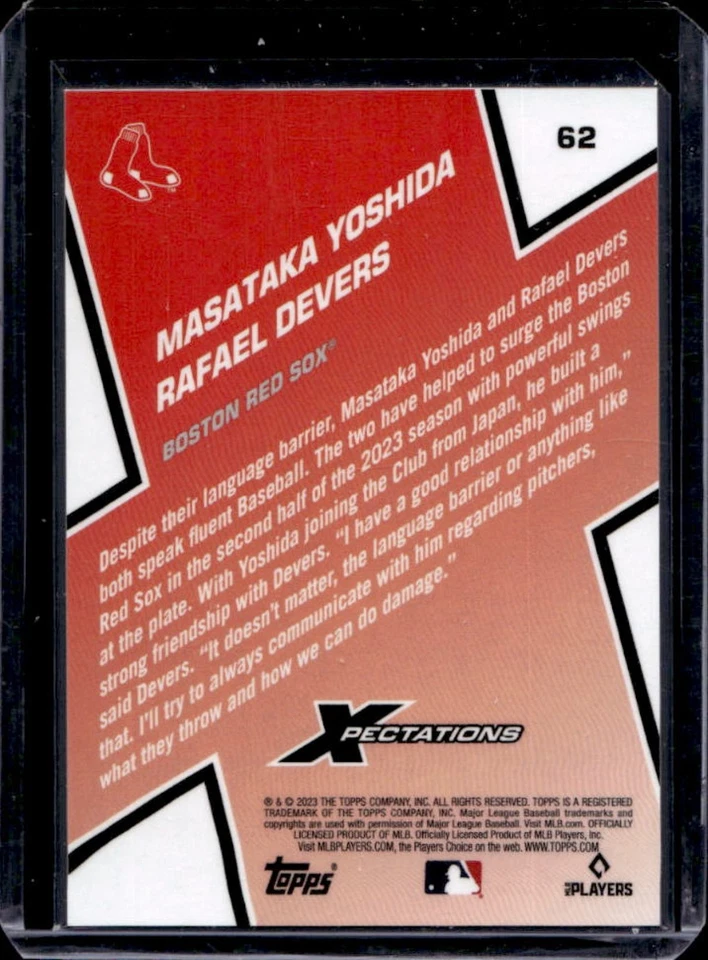 62
MASATAKA YOSHIDA
RAFAEL DEVERS
BOSTON RED SOX®
Despite their language barrier, Masataka Yoshida and Rafael Devers
both speak fluent Baseball. The two have helped to surge the Boston
Red Sox in the second half of the 2023 season with powerful swings
at the plate. With Yoshida joining the Club from Japan, he built a
strong friendship with Devers. "I have a good relationship with him,"
said Devers. "It doesn't matter, the language barrier or anything like
that. I'll try to always communicate with him regarding pitchers,
what they throw and how we can do damage."
XPECTATIONS
® & © 2023 THE TOPPS COMPANY, INC. ALL RIGHTS RESERVED. TOPPS IS A REGISTERED
TRADEMARK OF THE TOPPS COMPANY, INC. Major League Baseball trademarks and
copyrights are used with permission of Major League Baseball. Visit MLB.com. OFFICIALLY
LICENSED PRODUCT OF MLB. Officially Licensed Product of MLB Players, Inc.
Visit MLBPLAYERS.COM, the Players Choice on the web. WWW.TOPPS.COM
Topps®
MLB PLAYERS